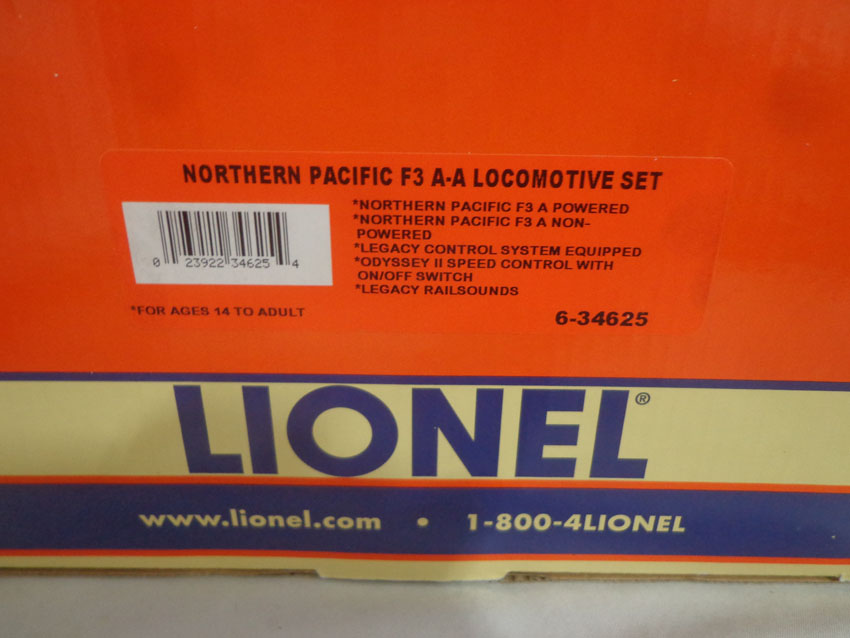 NORTHERN PACIFIC F3 A-A LOCOMOTIVE SET
*NORTHERN PACIFIC F3 A POWERED
*NORTHERN PACIFIC F3 A NON-
POWERED
*LEGACY CONTROL SYSTEM EQUIPPED
*ODYSSEY II SPEED CONTROL WITH
ON/OFF SWITCH
*LEGACY RAILSOUNDS
0 23922 34625 4
*FOR AGES 14 TO ADULT
6-34625
LIONEL®
www.lionel.com • 1-800-4LIONEL